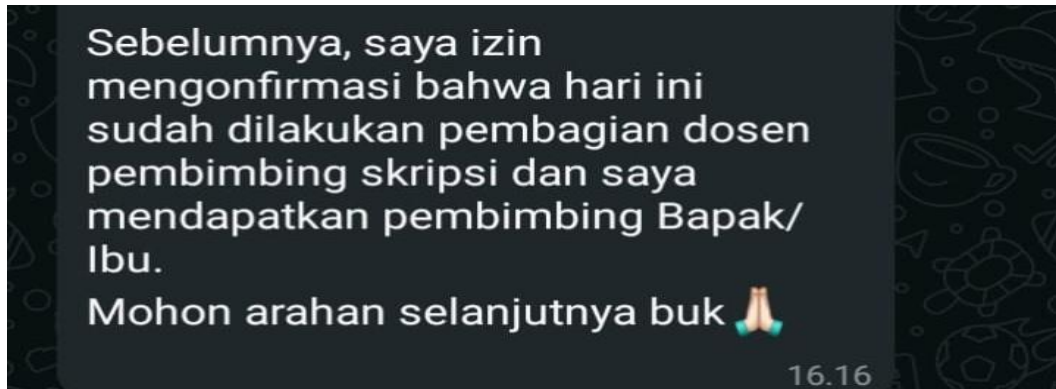 Sebelumnya, saya izin
mengonfirmasi bahwa hari ini
sudah dilakukan pembagian dosen
pembimbing skripsi dan saya
mendapatkan pembimbing Bapak/
Ibu.
Mohon arahan selanjutnya buk 🙏🏻
16.16